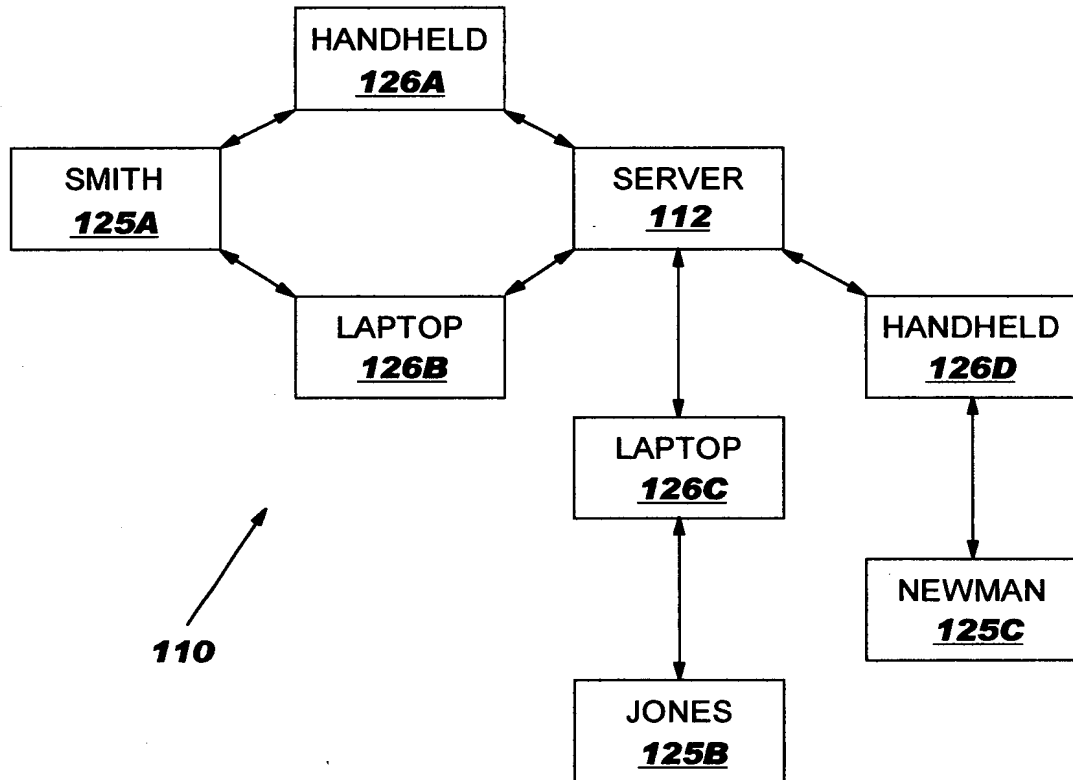 HANDHELD
126A
SMITH
125A
SERVER
112
LAPTOP
126B
HANDHELD
126D
LAPTOP
126C
NEWMAN
125C
110
JONES
125B